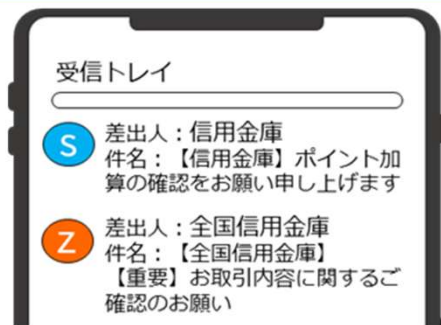 受信トレイ
S
差出人：信用金庫
件名：【信用金庫】ポイント加
算の確認をお願い申し上げます
Z
差出人：全国信用金庫
件名：【全国信用金庫】
【重要】お取引内容に関するご
確認のお願い